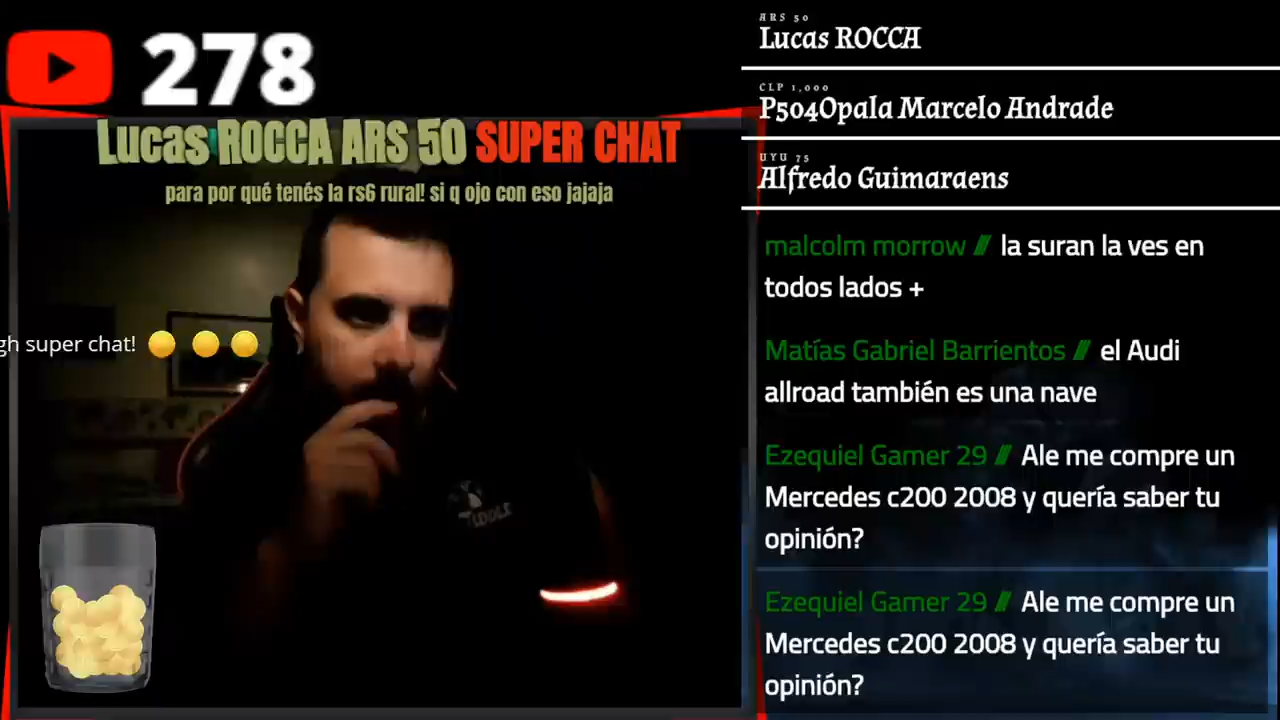 278
Lucas ROCCA ARS 50 SUPER CHAT
para por qué tenés la rs6 rural! si q ojo con eso jajaja
gh super chat!
ARS 50
Lucas ROCCA
CLP 1,000
P504Opala Marcelo Andrade
UYU 75
Alfredo Guimaraens
malcolm morrow /// la suran la ves en
todos lados +
Matías Gabriel Barrientos /// el Audi
allroad también es una nave
Ezequiel Gamer 29 /// Ale me compre un
Mercedes c200 2008 y quería saber tu
opinión?
Ezequiel Gamer 29 /// Ale me compre un
Mercedes c200 2008 y quería saber tu
opinión?